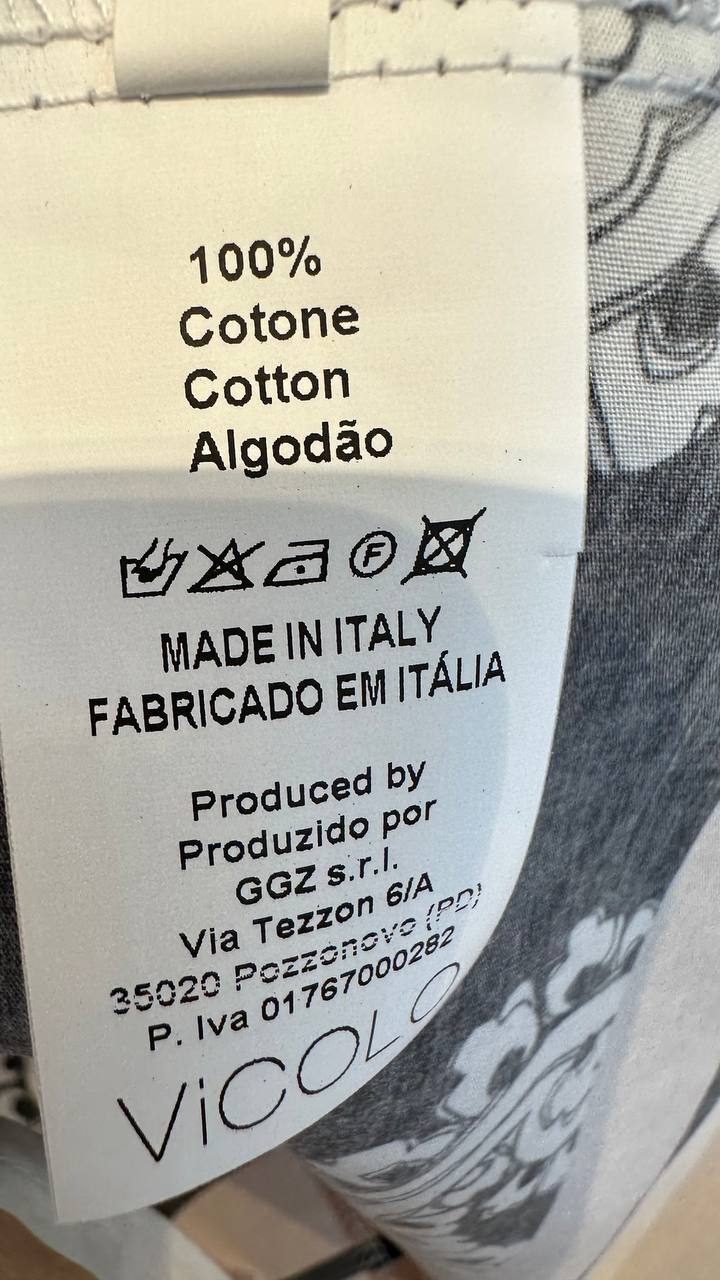 100%
Cotone
Cotton
Algodão
F
MADE IN ITALY
FABRICADO EM ITÁLIA
Produced by
Produzido por
GGZ s.r.l.
Via Tezzon 6/A
35020 Pozzonovo (PD)
P. Iva 01767000282
ViCOLO